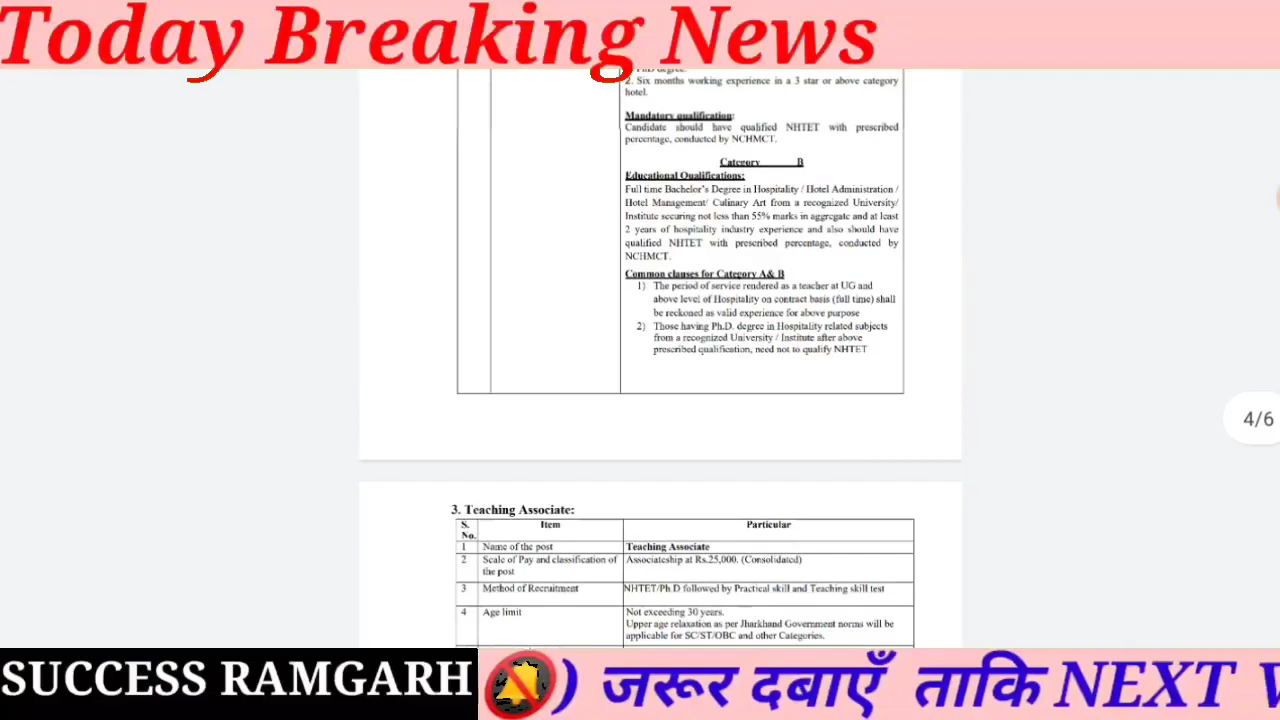 Today Breaking News
Ph.D degree.
2. Six months working experience in a 3 star or above category
hotel.
Mandatory qualification:
Candidate should have qualified NHTET with prescribed
percentage, conducted by NCHMCT.
Category B
Educational Qualifications:
Full time Bachelor's Degree in Hospitality / Hotel Administration /
Hotel Management/ Culinary Art from a recognized University/
Institute securing not less than 55% marks in aggregate and at least
2 years of hospitality industry experience and also should have
qualified NHTET with prescribed percentage, conducted by
NCHMCT.
Common clauses for Category A& B
1) The period of service rendered as a teacher at UG and
above level of Hospitality on contract basis (full time) shall
be reckoned as valid experience for above purpose
2) Those having Ph.D. degree in Hospitality related subjects
from a recognized University / Institute after above
prescribed qualification, need not to qualify NHTET
4/6
3. Teaching Associate:
S. No. Item Particular
1 Name of the post Teaching Associate
2 Scale of Pay and classification of the post Associateship at Rs.25,000. (Consolidated)
3 Method of Recruitment NHTET/Ph.D followed by Practical skill and Teaching skill test
4 Age limit Not exceeding 30 years.
Upper age relaxation as per Jharkhand Government norms will be
applicable for SC/ST/OBC and other Categories.
SUCCESS RAMGARH ) जरूर दबाएँ ताकि NEXT V